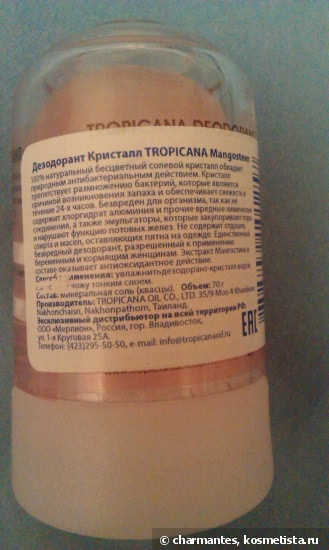 TROPICANA DEODORANT
Дезодорант Кристалл TROPICANA Mangosteen
100% натуральный бесцветный солевой кристалл обладает
природным антибактериальным действием. Кристалл
препятствует размножению бактерий, которые являются
причиной возникновения запаха и обеспечивает свежесть в
течение 24-х часов. Безвреден для организма, так как не
содержит хлоргидрат алюминия и прочие вредные химические
соединения, а также эмульгаторы, которые закупоривают поры
и нарушают функцию потовых желез. Не содержит отдушек,
спирта и масел, оставляющих пятна на одежде. Единственный
безвредный дезодорант, разрешенный к применению
беременным и кормящим женщинам. Экстракт Мангостина в
составе оказывает антиоксидантное действие.
применения: увлажнить дезодорант-кристалл водой,
кожу тонким слоем.
Состав: минеральная соль (квасцы). Объем: 70 г
Производитель: TROPICANA OIL CO., LTD. 35/9 Moo 4 Khunkaew,
Nakhonchaisri, Nakhonpathom, Таиланд.
Эксклюзивный дистрибьютор на всей территории РФ:
ООО «Мерлион», Россия, гор. Владивосток,
ул. 1-я Круговая 25А.
Телефон: (423)295-50-50, e-mail: info@tropicanaoil.ru
EAC
© charmantes, kosmetista.ru